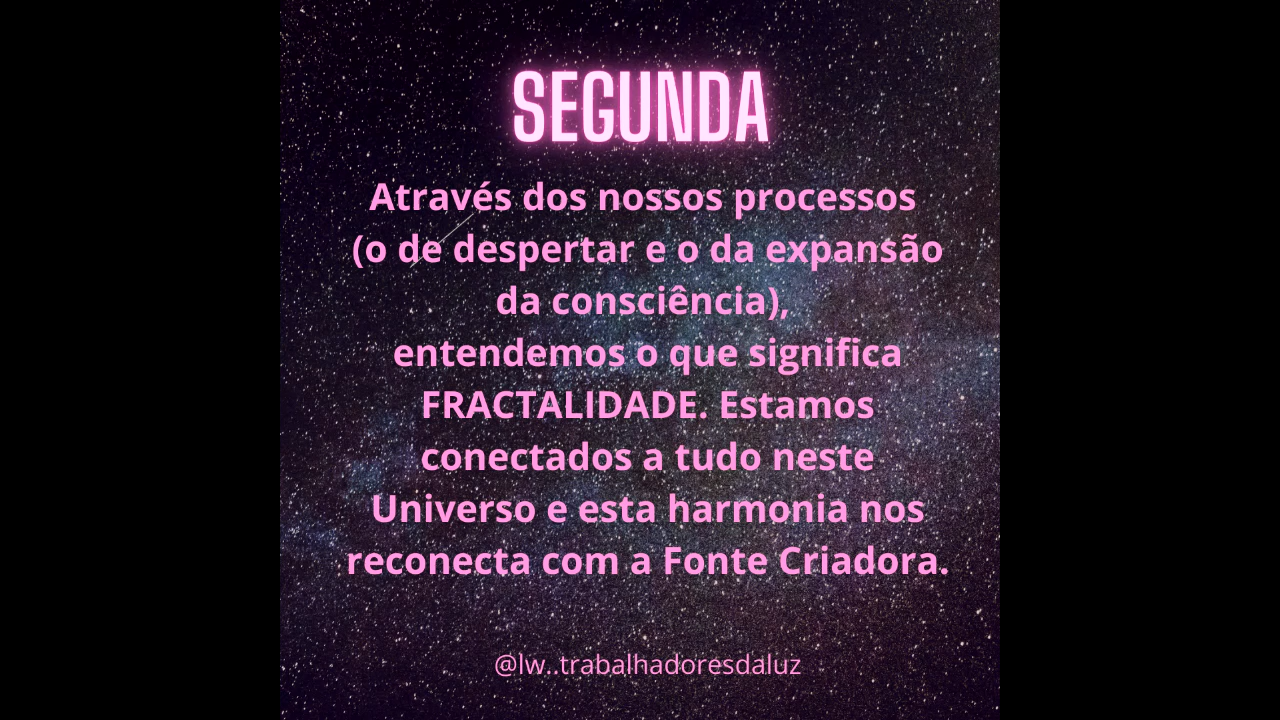 SEGUNDA
Através dos nossos processos
(o de despertar e o da expansão
da consciência),
entendemos o que significa
FRACTALIDADE. Estamos
conectados a tudo neste
Universo e esta harmonia nos
reconecta com a Fonte Criadora.
@lw..trabalhadoresdaluz